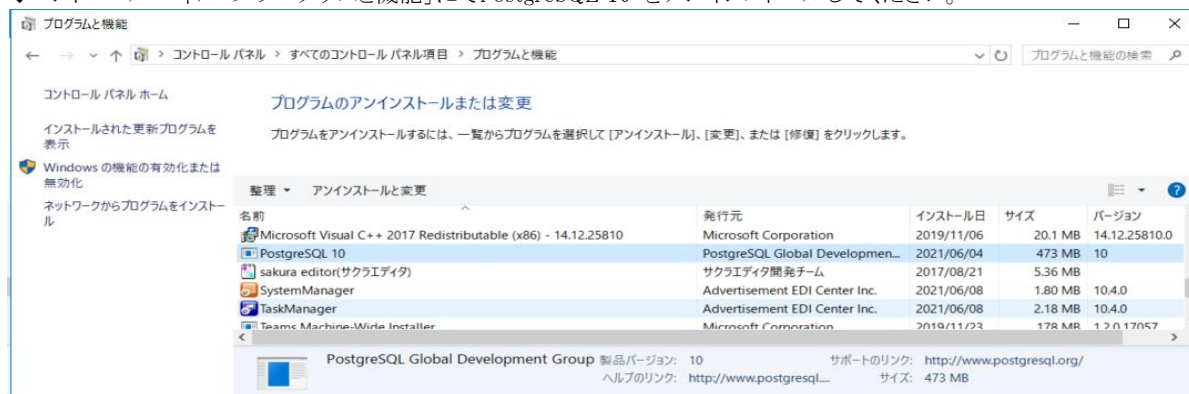 プログラムと機能
コントロール パネル > すべてのコントロール パネル項目 > プログラムと機能
プログラムと機能の検索
コントロール パネル ホーム
インストールされた更新プログラムを
表示
Windows の機能の有効化または
無効化
ネットワークからプログラムをインストー
ル
プログラムのアンインストールまたは変更
プログラムをアンインストールするには、一覧からプログラムを選択して [アンインストール]、[変更]、または [修復] をクリックします。
整理 アンインストールと変更
名前 発行元 インストール日 サイズ バージョン
Microsoft Visual C++ 2017 Redistributable (x86) - 14.12.25810 Microsoft Corporation 2019/11/06 20.1 MB 14.12.25810.0
PostgreSQL 10 PostgreSQL Global Developmen... 2021/06/04 473 MB 10
sakura editor(サクラエディタ) サクラエディタ開発チーム 2017/08/21 5.36 MB
SystemManager Advertisement EDI Center Inc. 2021/06/08 1.80 MB 10.4.0
TaskManager Advertisement EDI Center Inc. 2021/06/08 2.18 MB 10.4.0
Teams Machine-Wide Installer Microsoft Corporation 2019/11/23 178 MB 1.2.0.17057
PostgreSQL Global Development Group 製品バージョン: 10 サポートのリンク: http://www.postgresql.org/
ヘルプのリンク: http://www.postgresql.... サイズ: 473 MB